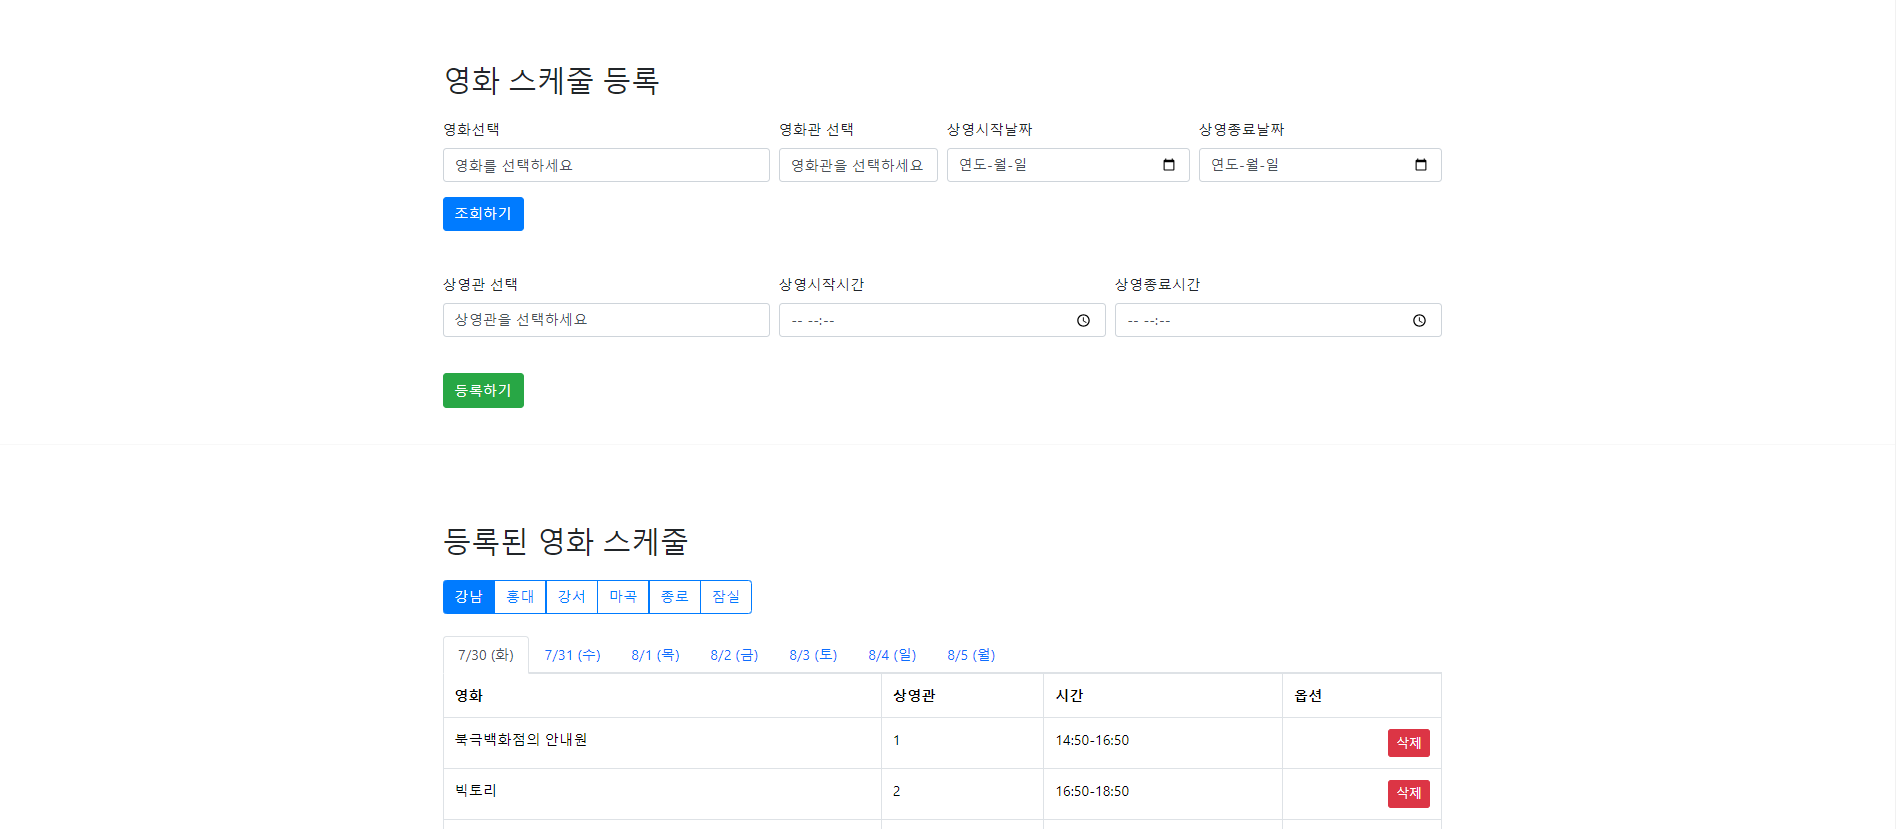 영화 스케줄 등록
영화선택 영화관 선택 상영시작날짜 상영종료날짜
영화를 선택하세요 영화관을 선택하세요 연도-월-일 연도-월-일
조회하기
상영관 선택 상영시작시간 상영종료시간
상영관을 선택하세요 -- --:-- -- --:--
등록하기
등록된 영화 스케줄
강남 홍대 강서 마곡 종로 잠실
7/30 (화) 7/31 (수) 8/1 (목) 8/2 (금) 8/3 (토) 8/4 (일) 8/5 (월)
영화 상영관 시간 옵션
북극백화점의 안내원 1 14:50-16:50 삭제
빅토리 2 16:50-18:50 삭제